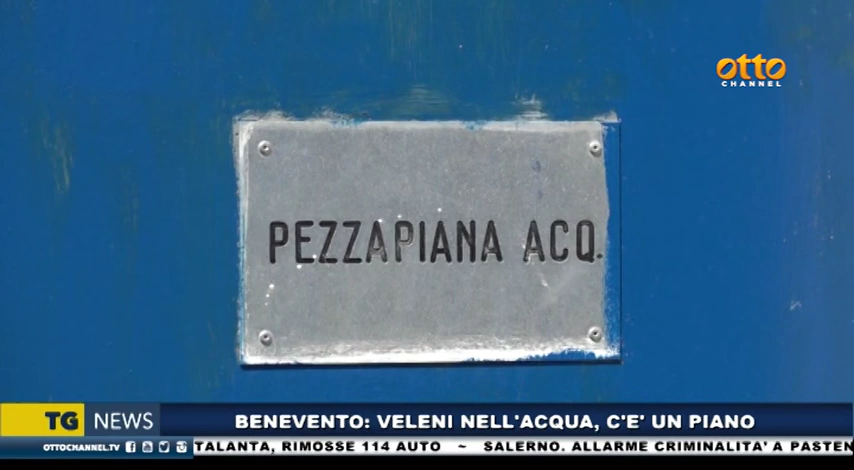 otto
CHANNEL
PEZZAPIANA ACQ.
TG NEWS
BENEVENTO: VELENI NELL'ACQUA, C'E' UN PIANO
OTTOCHANNEL.TV
TALANTA, RIMOSSE 114 AUTO ~ SALERNO. ALLARME CRIMINALITA' A PASTEN